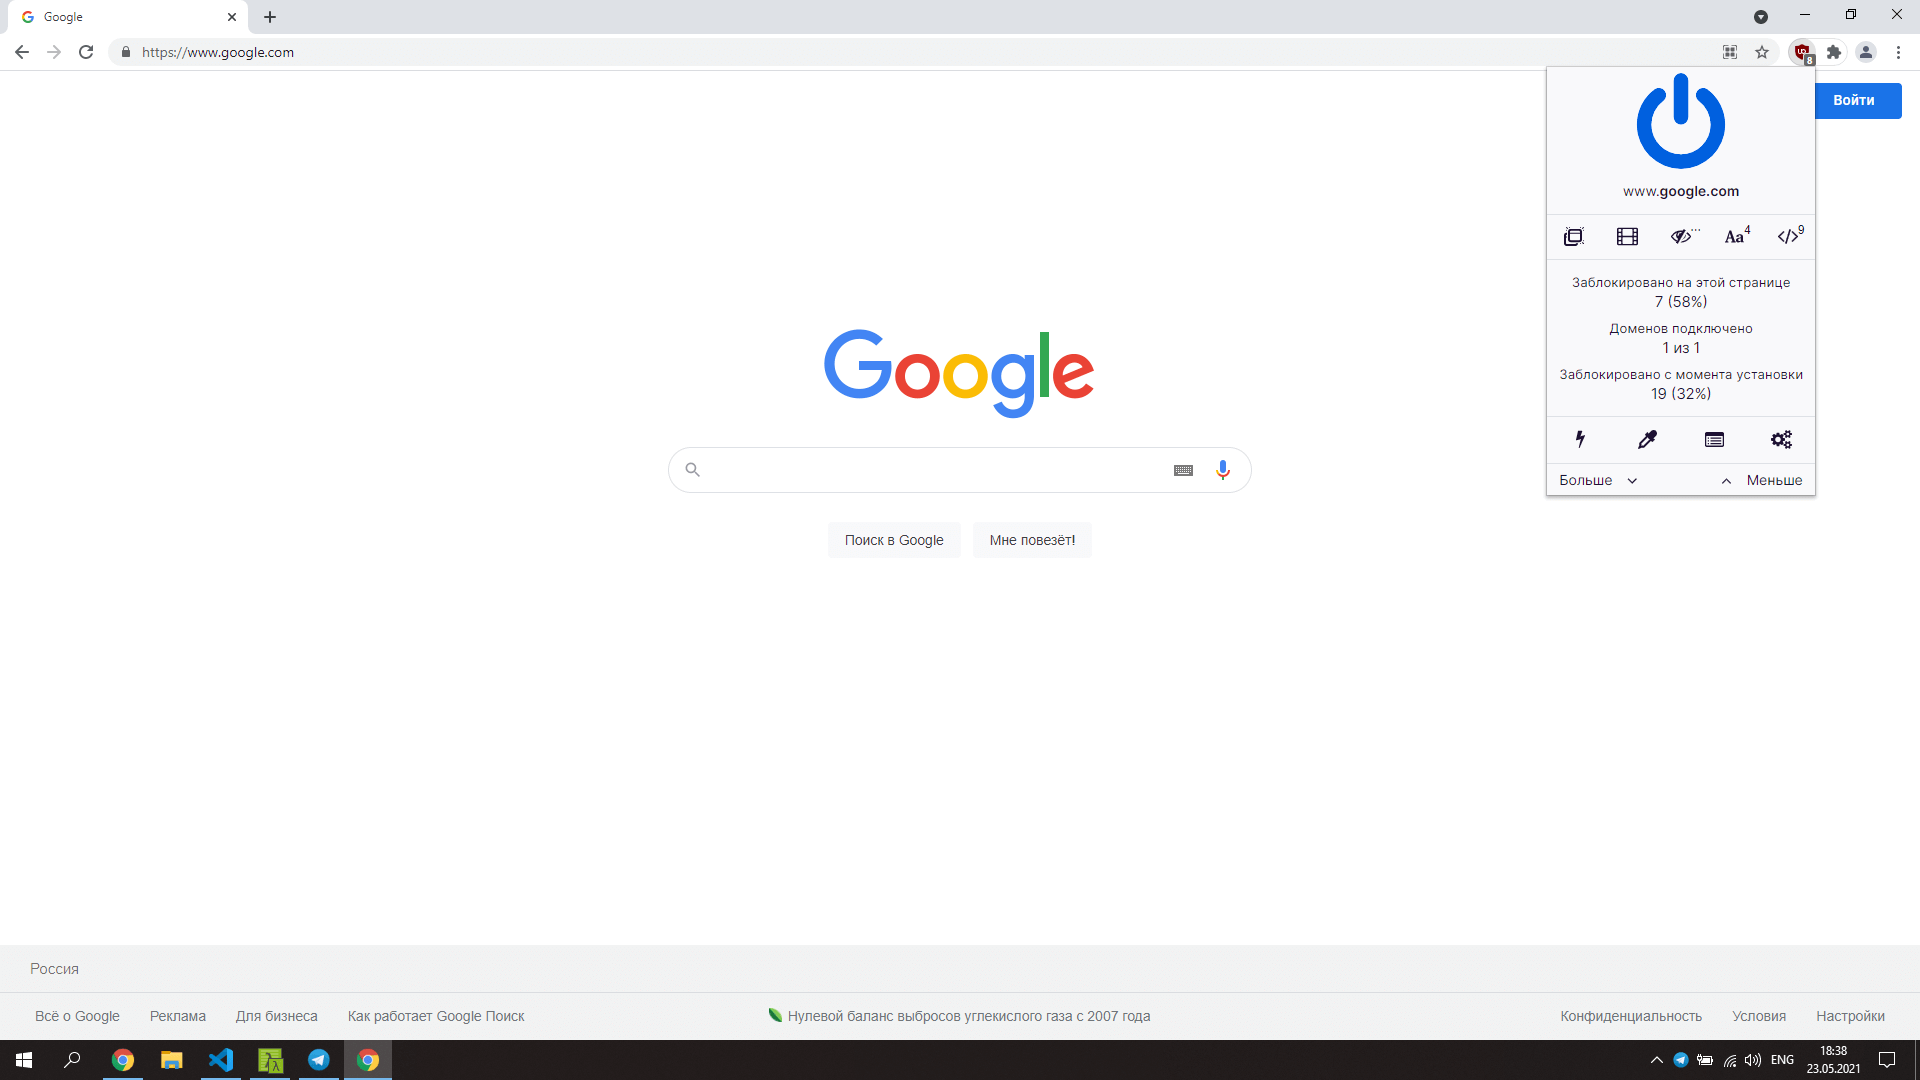 Google
https://www.google.com
8
Войти
www.google.com
4
9
Заблокировано на этой странице
7 (58%)
Доменов подключено
1 из 1
Заблокировано с момента установки
19 (32%)
Больше
Меньше
Google
Поиск в Google
Мне повезёт!
Россия
Всё о Google
Реклама
Для бизнеса
Как работает Google Поиск
Нулевой баланс выбросов углекислого газа с 2007 года
Конфиденциальность
Условия
Настройки
ENG
18:38
23.05.2021